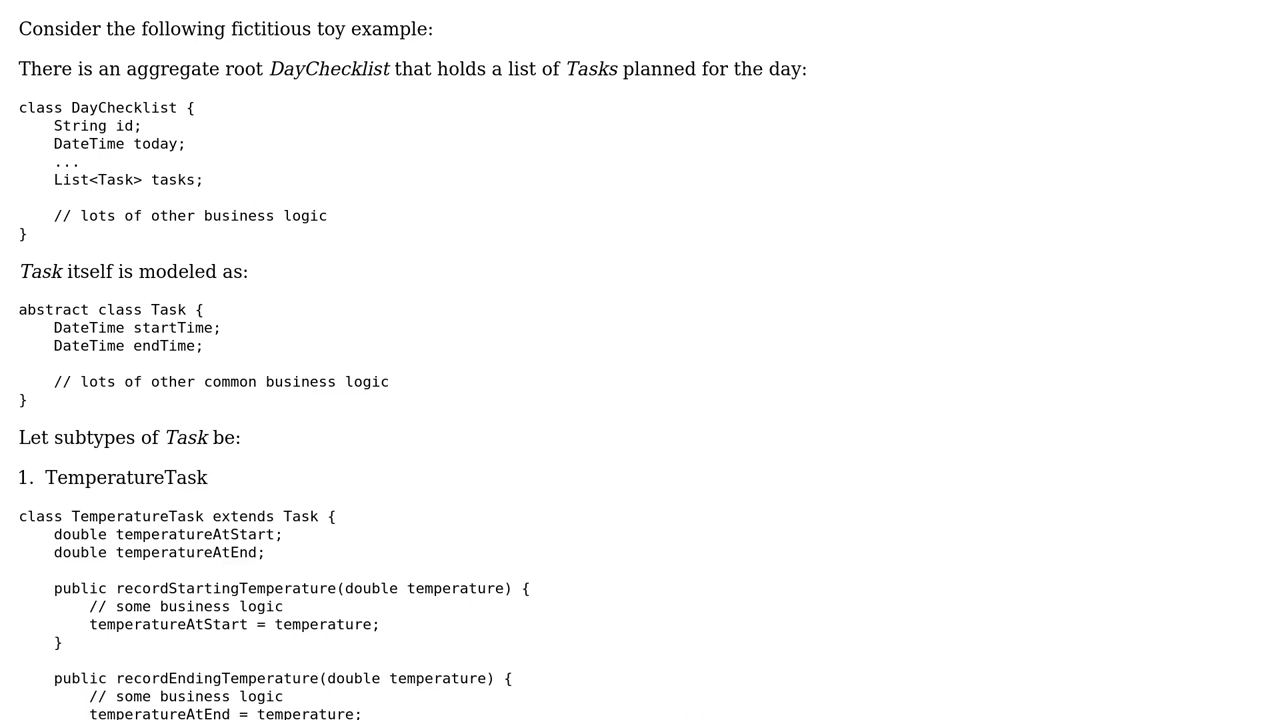 Consider the following fictitious toy example:
There is an aggregate root DayChecklist that holds a list of Tasks planned for the day:
class DayChecklist {
    String id;
    DateTime today;
    ...
    List<Task> tasks;

    // lots of other business logic
}
Task itself is modeled as:
abstract class Task {
    DateTime startTime;
    DateTime endTime;

    // lots of other common business logic
}
Let subtypes of Task be:
1. TemperatureTask
class TemperatureTask extends Task {
    double temperatureAtStart;
    double temperatureAtEnd;

    public recordStartingTemperature(double temperature) {
        // some business logic
        temperatureAtStart = temperature;
    }

    public recordEndingTemperature(double temperature) {
        // some business logic
        temperatureAtEnd = temperature;